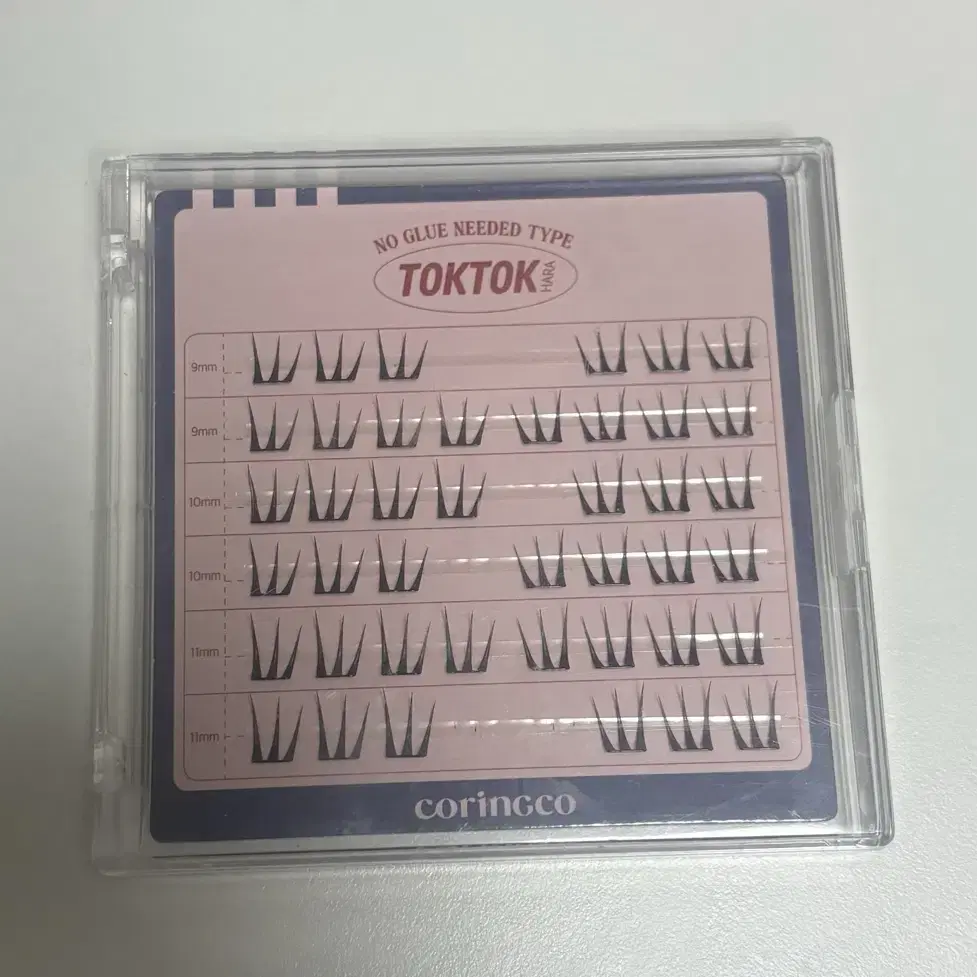 NO GLUE NEEDED TYPE
TOKTOK HARA
9mm
9mm
10mm
10mm
11mm
11mm
coringco